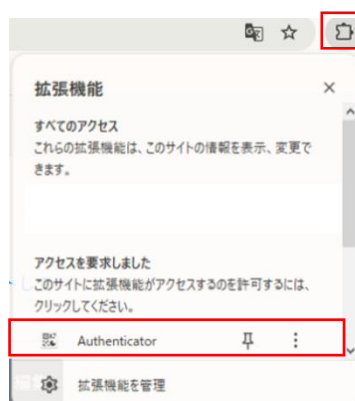 拡張機能
すべてのアクセス
これらの拡張機能は、このサイトの情報を表示、変更で
きます。
アクセスを要求しました
このサイトに拡張機能がアクセスするのを許可するには、
クリックしてください。
Authenticator
拡張機能を管理